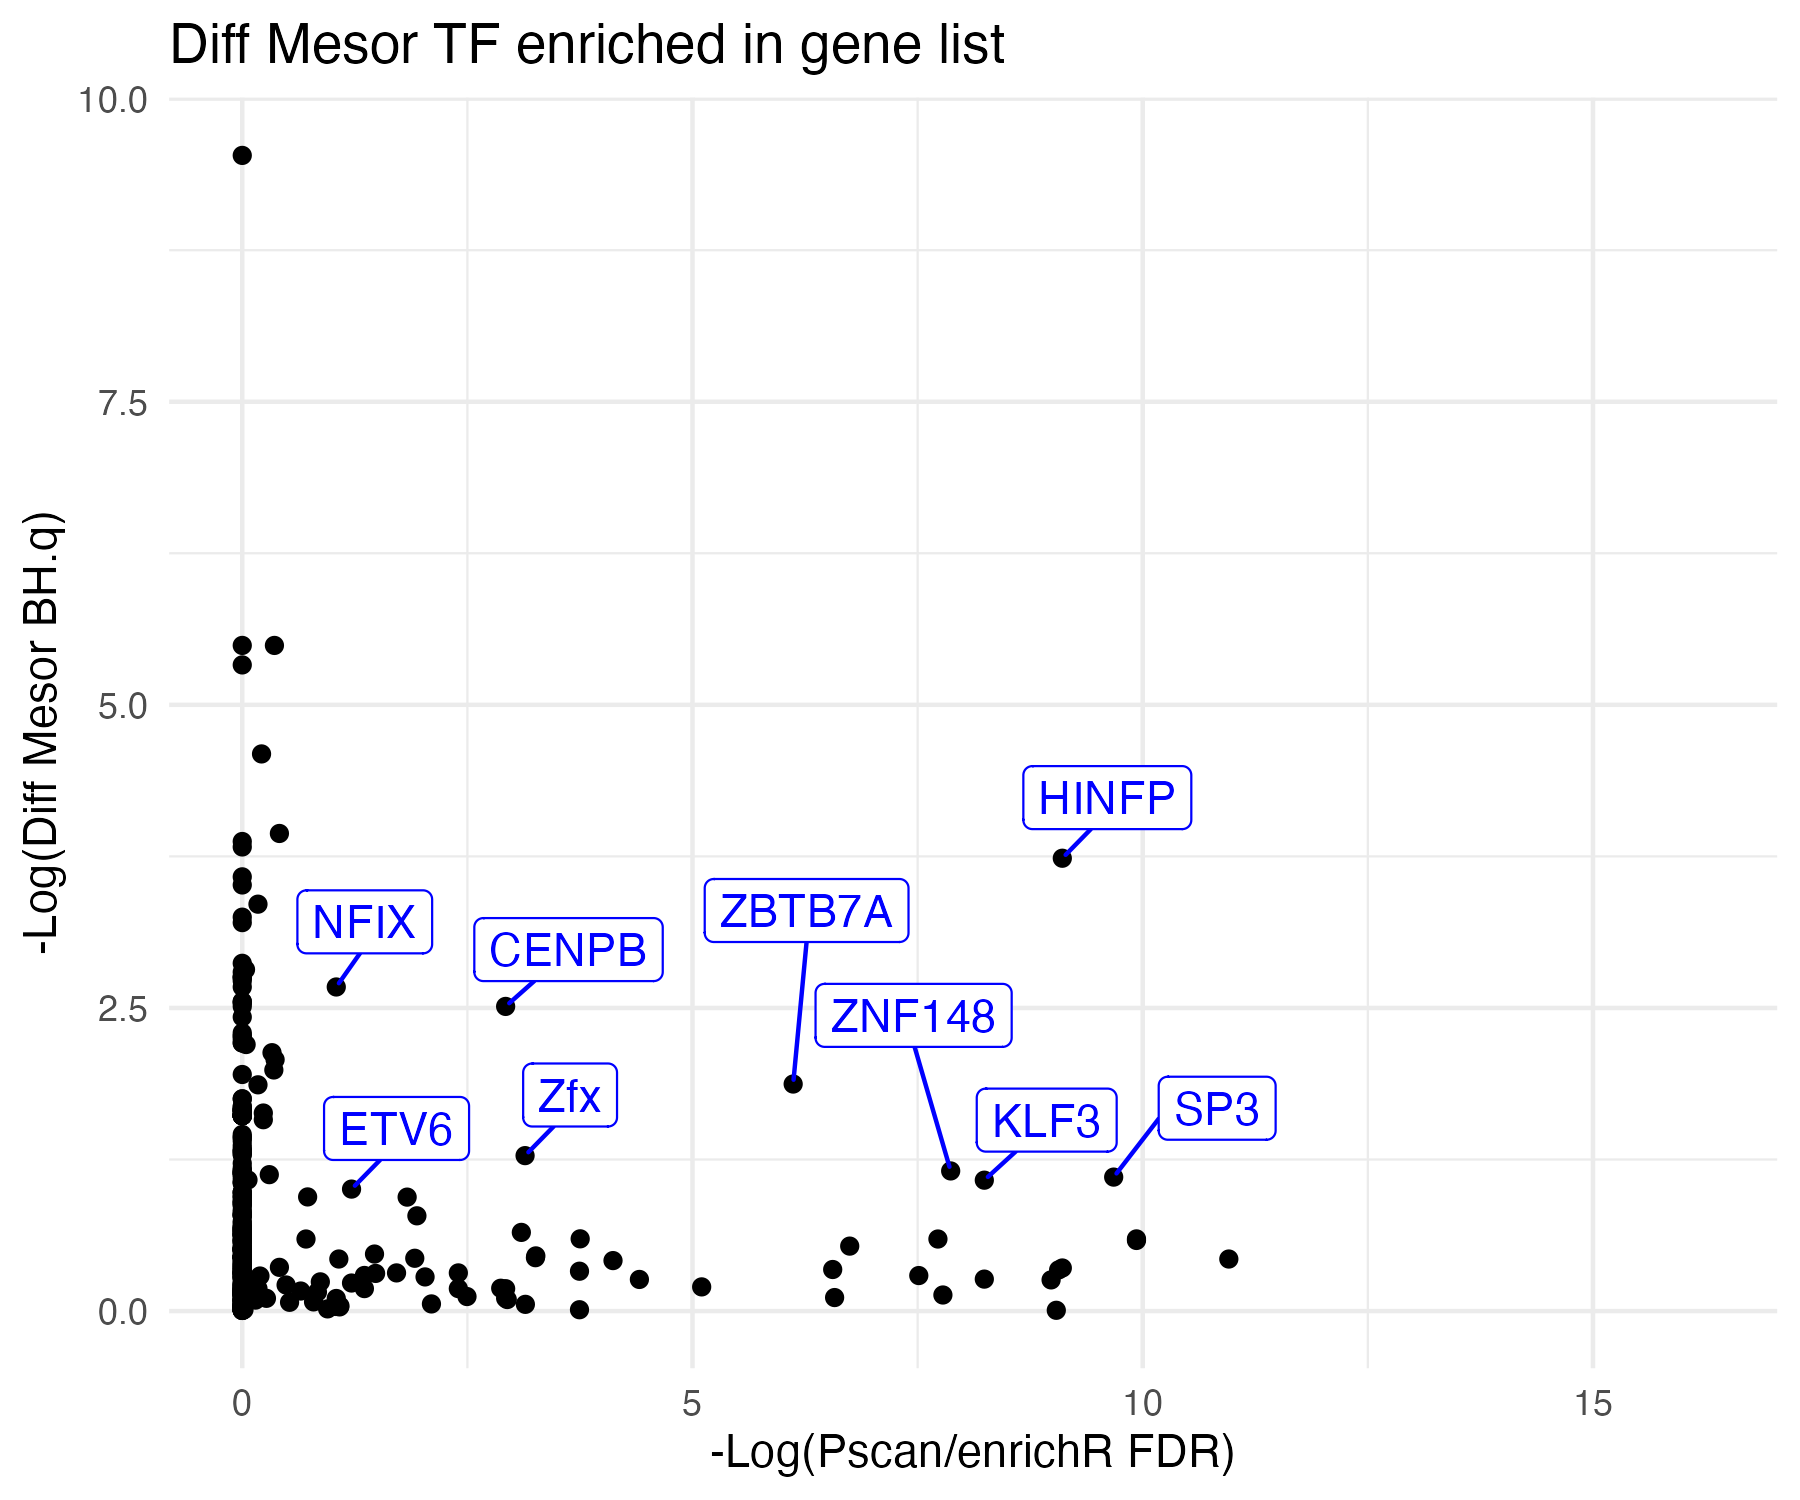 Diff Mesor TF enriched in gene list
-Log(Diff Mesor BH.q)
10.0
7.5
5.0
2.5
0.0
HINFP
ZBTB7A
NFIX
CENPB
ZNF148
Zfx
KLF3
SP3
ETV6
0
5
10
15
-Log(Pscan/enrichR FDR)